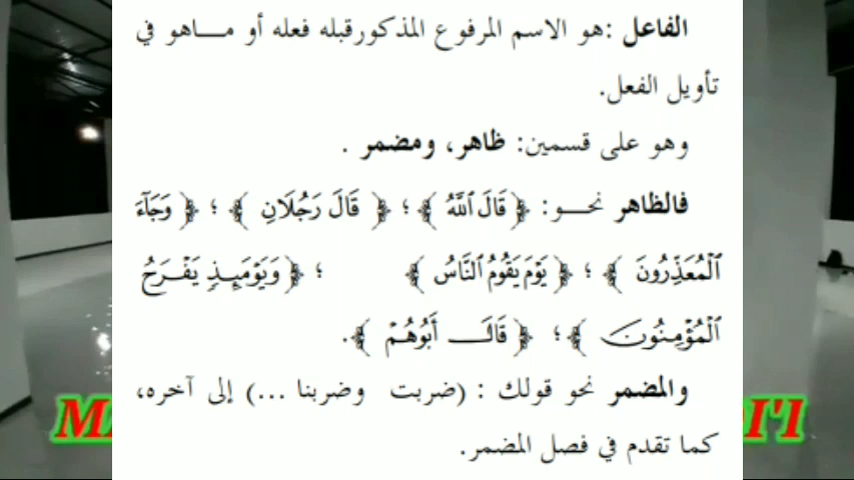 الفاعل :هو الاسم المرفوع المذكورقبله فعله أو مـــاهو في
تأويل الفعل.
وهو على قسمين: ظاهر، ومضمر .
فالظاهر نحـــو: ﴿ قَالَ ٱللَّهُ ﴾ ؛ ﴿ قَالَ رَجُلَانِ ﴾ ؛ ﴿ وَجَآءَ
ٱلۡمُعَذِّرُونَ ﴾ ؛ ﴿ يَوۡمَ يَقُومُ ٱلنَّاسُ ﴾ ؛ ﴿ وَيَوۡمَئِذٖ يَفۡرَحُ
ٱلۡمُؤۡمِنُونَ ﴾ ؛ ﴿ قَالَ أَبُوهُمۡ ﴾.
والمضمر نحو قولك : (ضربت وضربنا ...) إلى آخره،
كما تقدم في فصل المضمر.